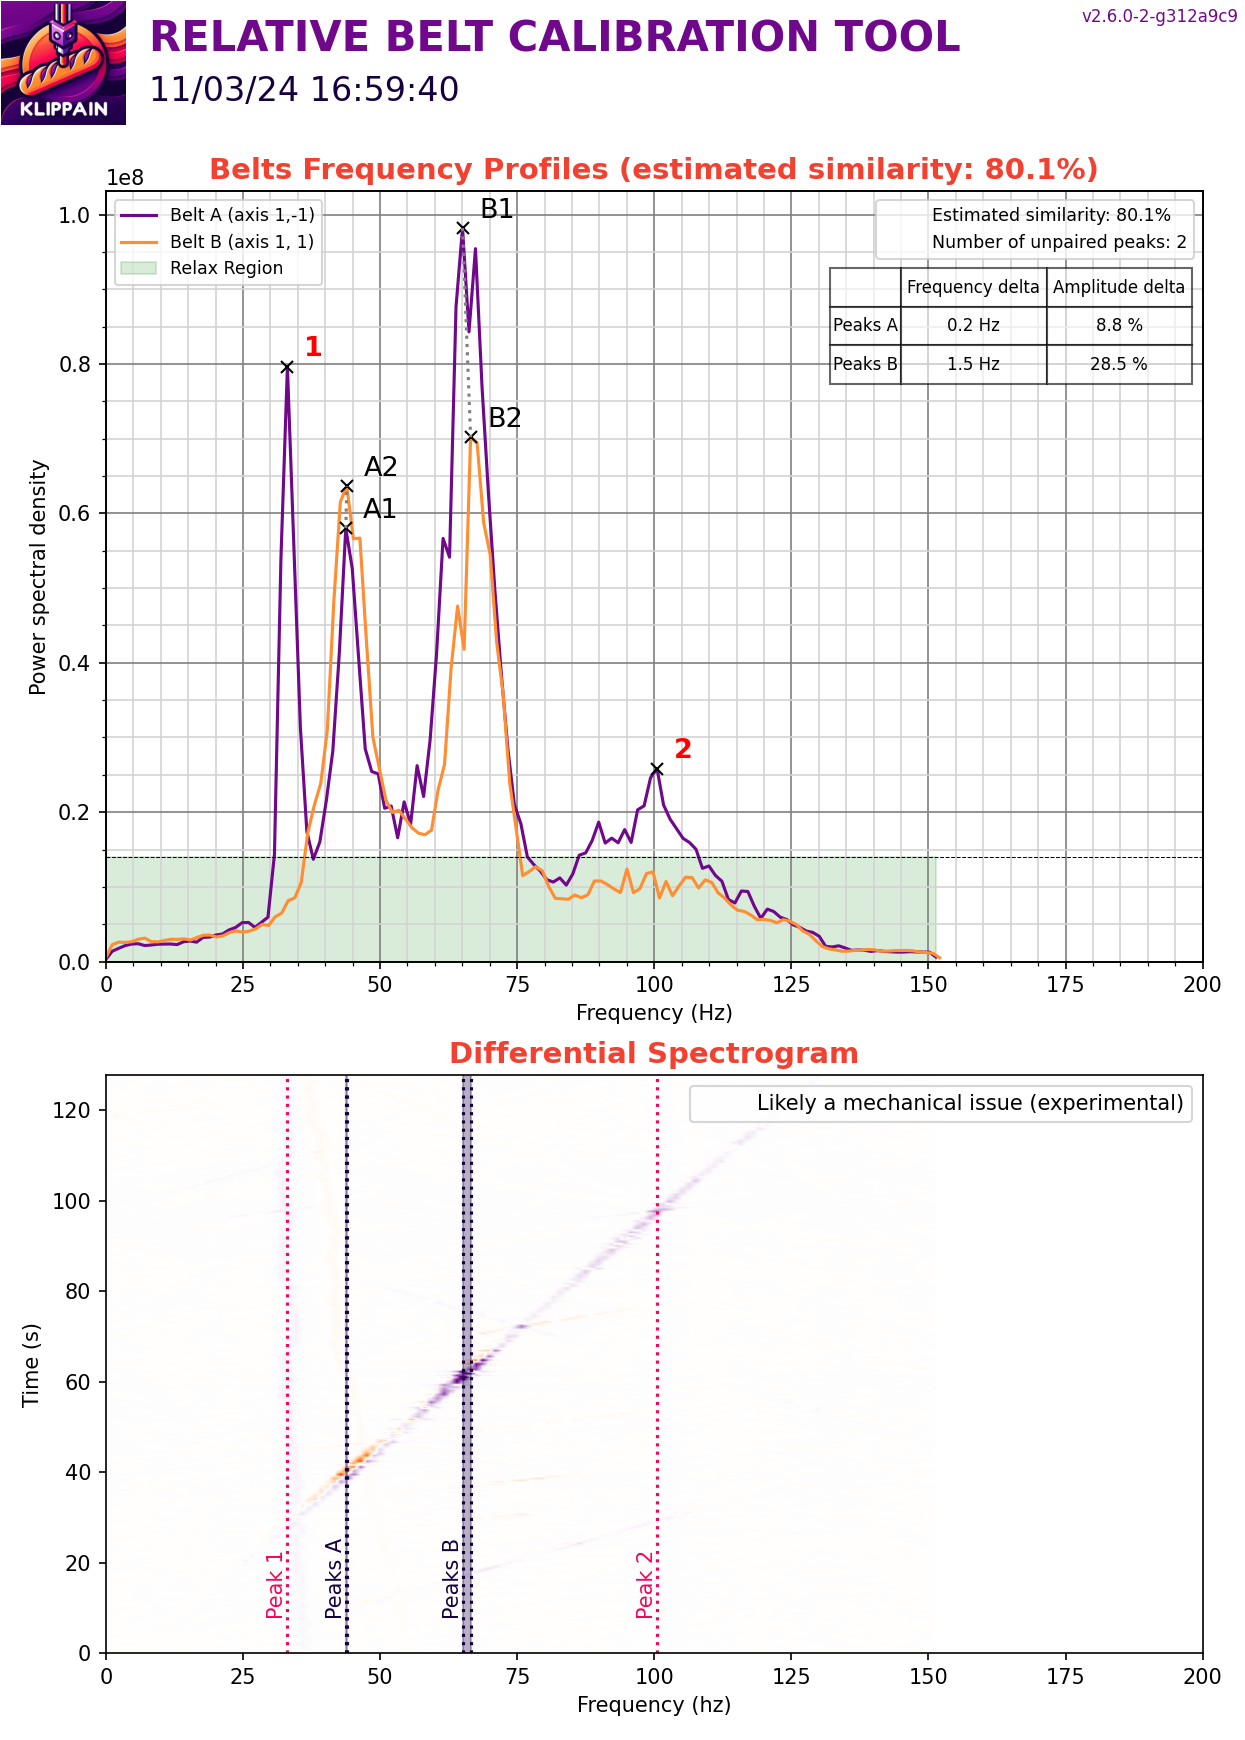 v2.6.0-2-g312a9c9
RELATIVE BELT CALIBRATION TOOL
11/03/24 16:59:40
KLIPPAIN
Belts Frequency Profiles (estimated similarity: 80.1%)
1e8
Belt A (axis 1,-1)
Belt B (axis 1, 1)
Relax Region
Estimated similarity: 80.1%
Number of unpaired peaks: 2
Frequency delta Amplitude delta
Peaks A 0.2 Hz 8.8 %
Peaks B 1.5 Hz 28.5 %
B1
1
B2
A2
A1
2
Power spectral density
1.0
0.8
0.6
0.4
0.2
0.0
0 25 50 75 100 125 150 175 200
Frequency (Hz)
Differential Spectrogram
Likely a mechanical issue (experimental)
Time (s)
120
100
80
60
40
20
0
Peak 1
Peaks A
Peaks B
Peak 2
0 25 50 75 100 125 150 175 200
Frequency (hz)